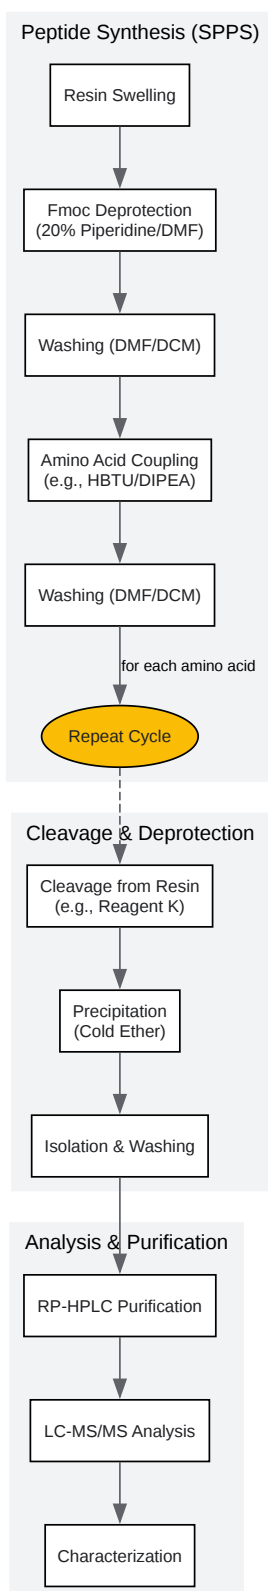 Peptide Synthesis (SPPS)
Resin Swelling
Fmoc Deprotection
(20% Piperidine/DMF)
Washing (DMF/DCM)
Amino Acid Coupling
(e.g., HBTU/DIPEA)
Washing (DMF/DCM)
for each amino acid
Repeat Cycle
Cleavage & Deprotection
Cleavage from Resin
(e.g., Reagent K)
Precipitation
(Cold Ether)
Isolation & Washing
Analysis & Purification
RP-HPLC Purification
LC-MS/MS Analysis
Characterization